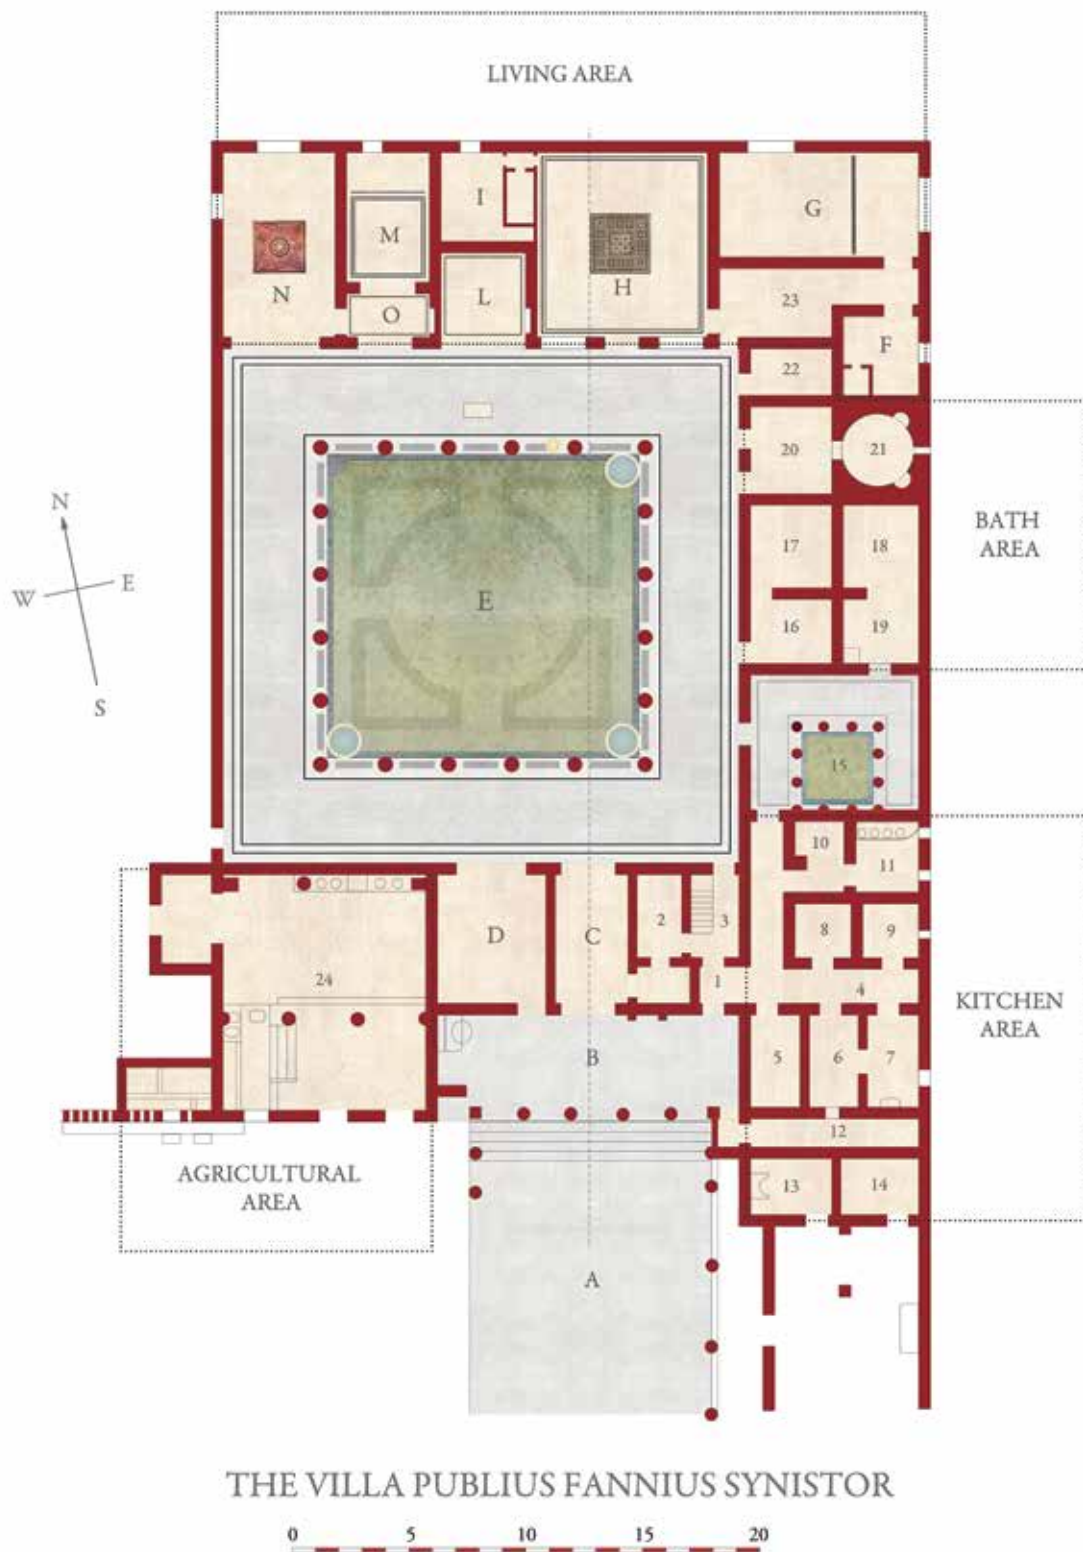 LIVING AREA
I
G
M
N
L
H
O
23
F
22
20
21
N
W E
S
17
18
BATH
AREA
E
16
19
15
10
11
2
3
8
9
D
C
1
4
24
KITCHEN
AREA
B
5
6
7
12
AGRICULTURAL
AREA
13
14
A
THE VILLA PUBLIUS FANNIUS SYNISTOR
0 5 10 15 20